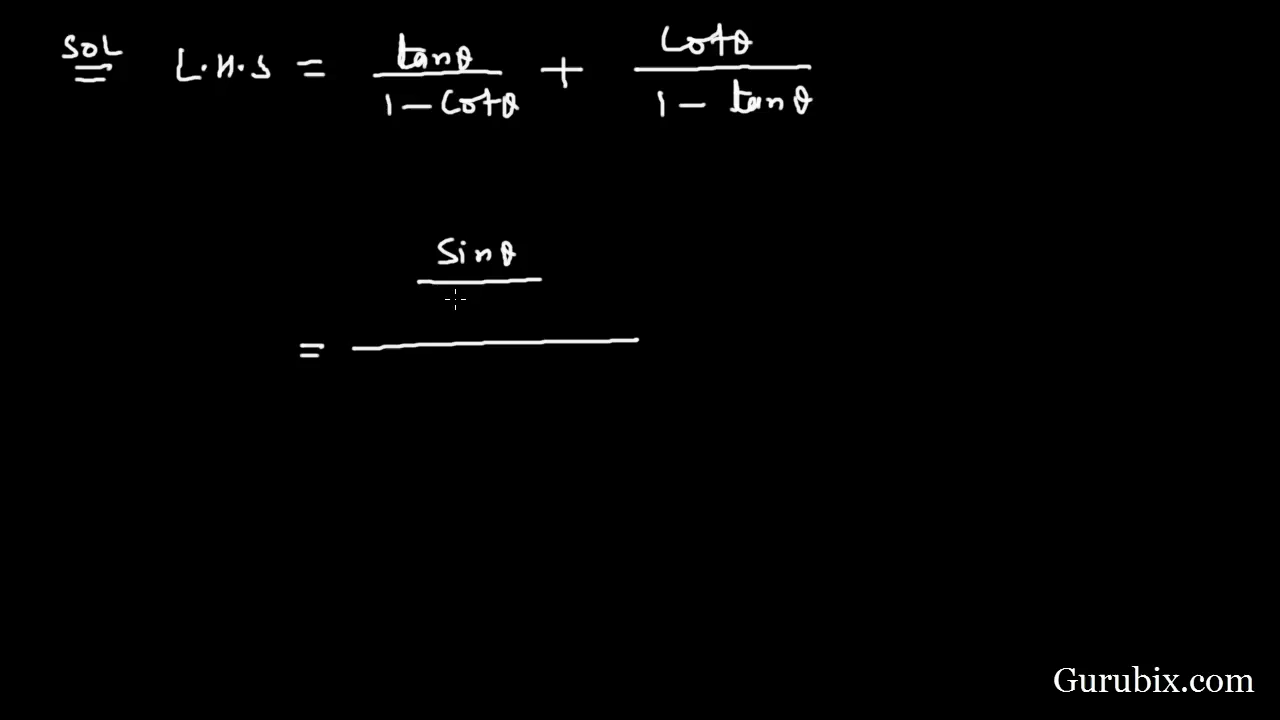 SOL L.H.S = tanθ / 1 - Cotθ + Cotθ / 1 - tanθ
= Sinθ
Gurubix.com